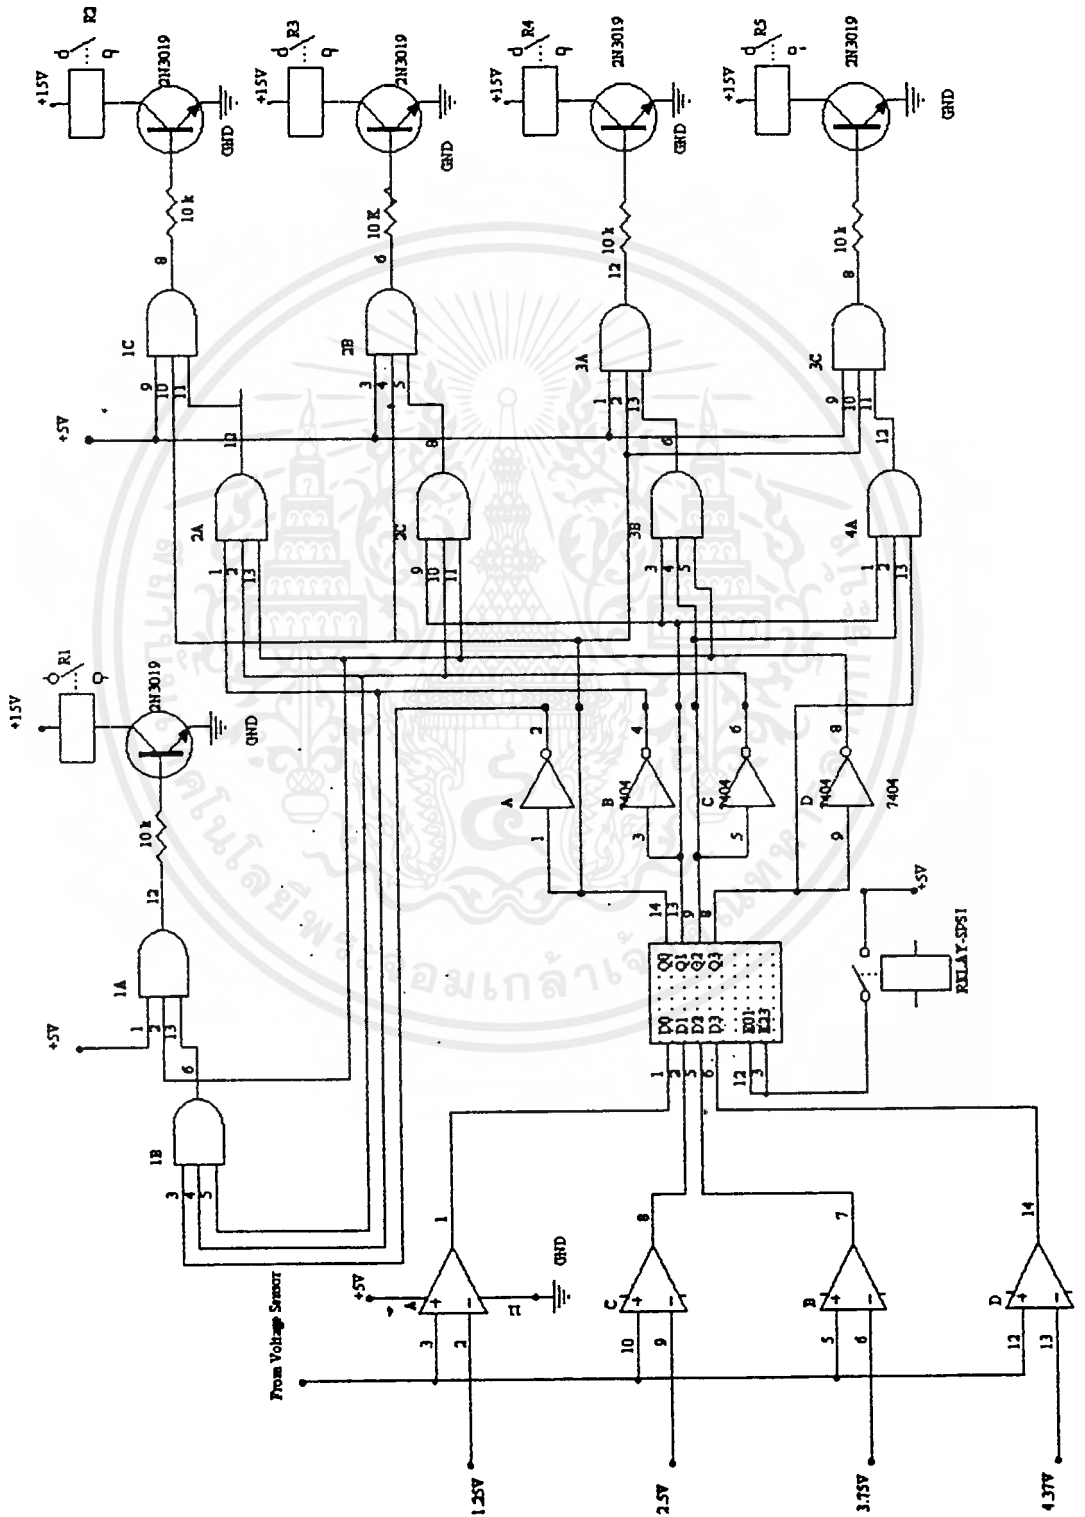 +15V
R2
2N3019
GND
10 k
8
1C
9
10
11
+5V
12
2A
1
2
13
+15V
R3
2N3019
GND
10 K
6
2B
3
4
5
8
2C
9
10
11
+15V
R4
2N3019
GND
10 k
12
3A
1
2
13
6
3B
3
4
5
+15V
R5
2N3019
GND
10 k
8
3C
9
10
11
12
4A
1
2
13
+15V
R1
2N3019
GND
10 k
12
1A
1
2
13
+5V
6
1B
3
4
5
A
1
2
B
3
4
7404
C
5
6
7404
D
9
8
7404
14
13
9
8
Q0
Q1
Q2
Q3
D0
D1
D2
D3
E01
E23
1
2
5
6
12
3
+5V
RELAY-SPST
From Voltage Sensor
+5V
4
A
+
-
3
2
1
11
GND
1.25V
C
+
-
10
9
8
2.5V
B
+
-
5
6
7
3.75V
D
+
-
12
13
14
4.37V